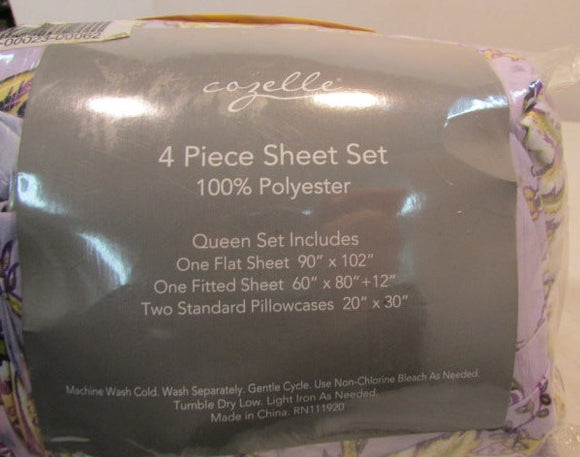 -00023-00062
cozelle®
4 Piece Sheet Set
100% Polyester
Queen Set Includes
One Flat Sheet 90" x 102"
One Fitted Sheet 60" x 80"+12"
Two Standard Pillowcases 20" x 30"
Machine Wash Cold. Wash Separately. Gentle Cycle. Use Non-Chlorine Bleach As Needed.
Tumble Dry Low. Light Iron As Needed.
Made in China. RN111920